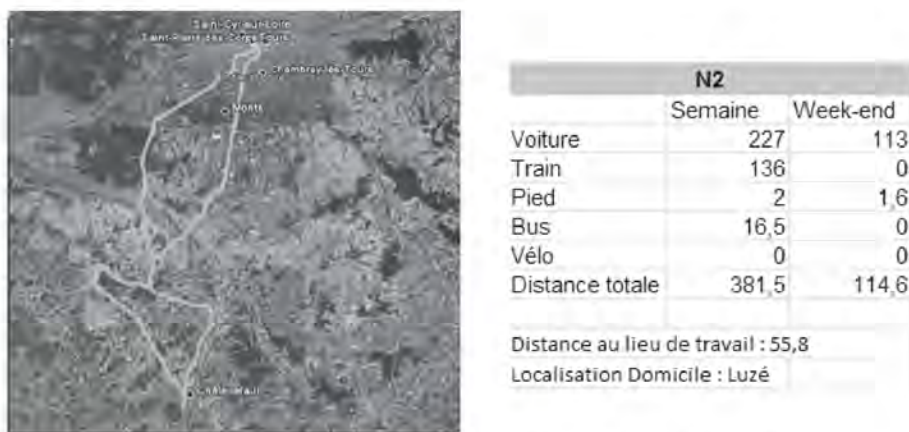 Saint-Cyr-sur-Loire
Saint-Pierre-des-Corps Tours
Chambray-lès-Tours
Monts
Châtellerault
N2
Semaine Week-end
Voiture 227 113
Train 136 0
Pied 2 1,6
Bus 16,5 0
Vélo 0 0
Distance totale 381,5 114,6
Distance au lieu de travail : 55,8
Localisation Domicile : Luzé